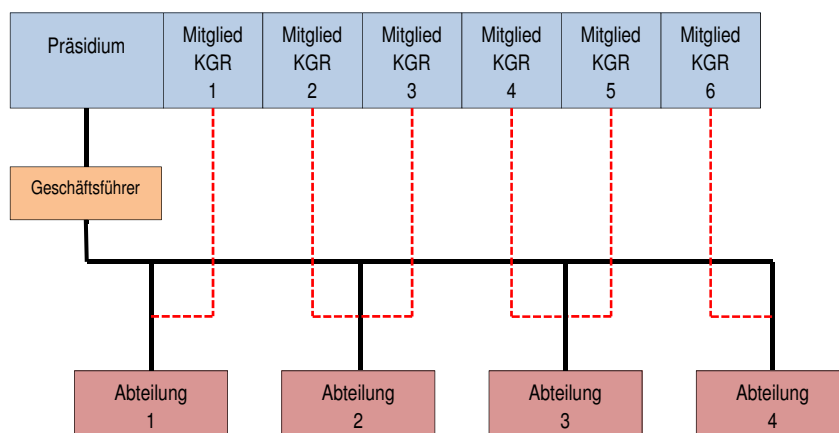 Präsidium
Mitglied
KGR
1
Mitglied
KGR
2
Mitglied
KGR
3
Mitglied
KGR
4
Mitglied
KGR
5
Mitglied
KGR
6
Geschäftsführer
Abteilung
1
Abteilung
2
Abteilung
3
Abteilung
4